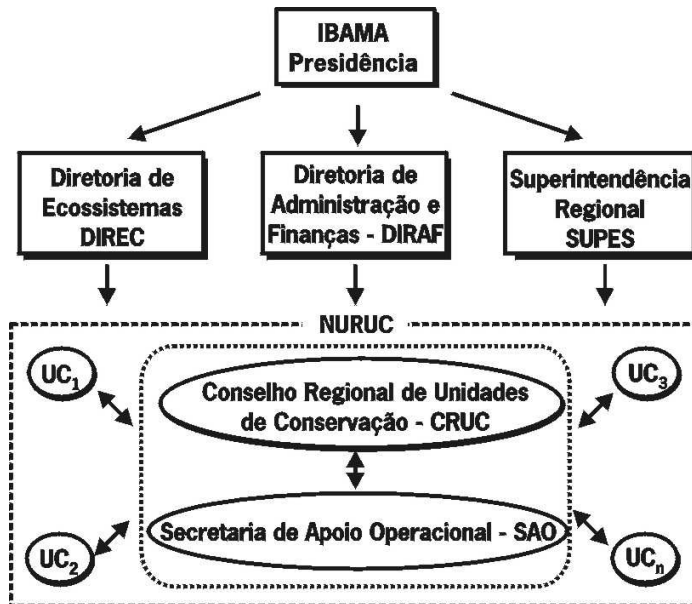 IBAMA
Presidência
Diretoria de
Ecossistemas
DIREC
Diretoria de
Administração e
Finanças - DIRAF
Superintendência
Regional
SUPES
NURUC
UC1
Conselho Regional de Unidades
de Conservação - CRUC
UC3
UC2
Secretaria de Apoio Operacional - SAO
UCn